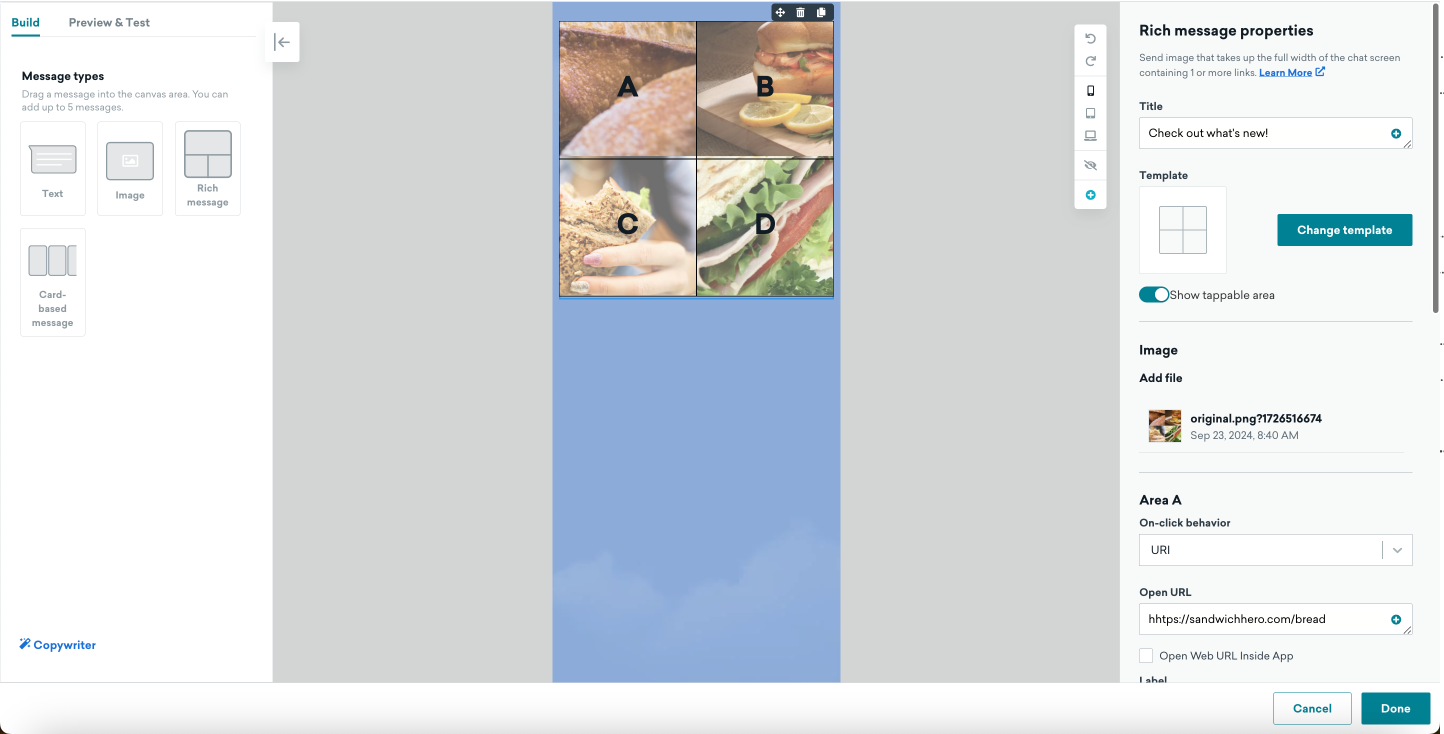 Build
Preview & Test
Message types
Drag a message into the canvas area. You can
add up to 5 messages.
Text
Image
Rich
message
Card-
based
message
Copywriter
A
B
C
D
Rich message properties
Send image that takes up the full width of the chat screen
containing 1 or more links. Learn More
Title
Check out what's new!
Template
Change template
Show tappable area
Image
Add file
original.png?1726516674
Sep 23, 2024, 8:40 AM
Area A
On-click behavior
URI
Open URL
hhtps://sandwichhero.com/bread
Open Web URL Inside App
Label
Cancel
Done